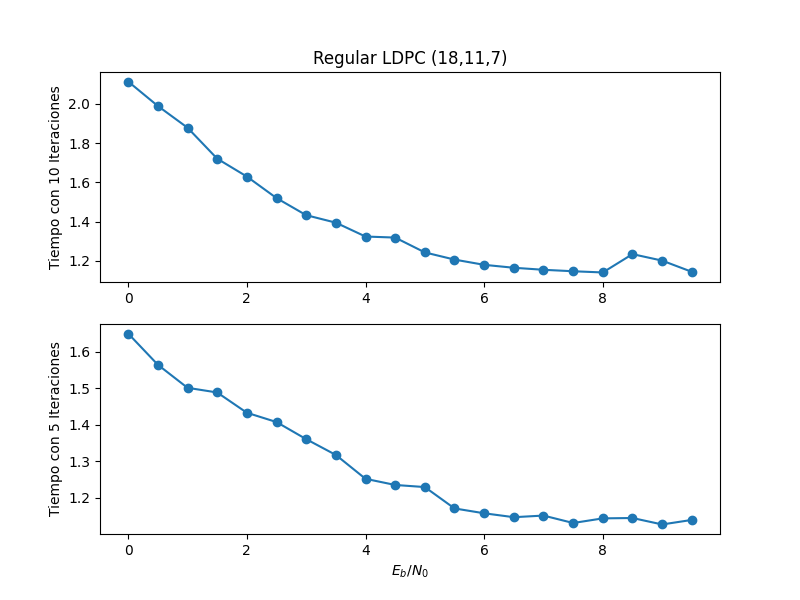 Regular LDPC (18,11,7)
Tiempo con 10 Iteraciones
2.0
1.8
1.6
1.4
1.2
0 2 4 6 8
Tiempo con 5 Iteraciones
1.6
1.5
1.4
1.3
1.2
0 2 4 6 8
E_b/N_0